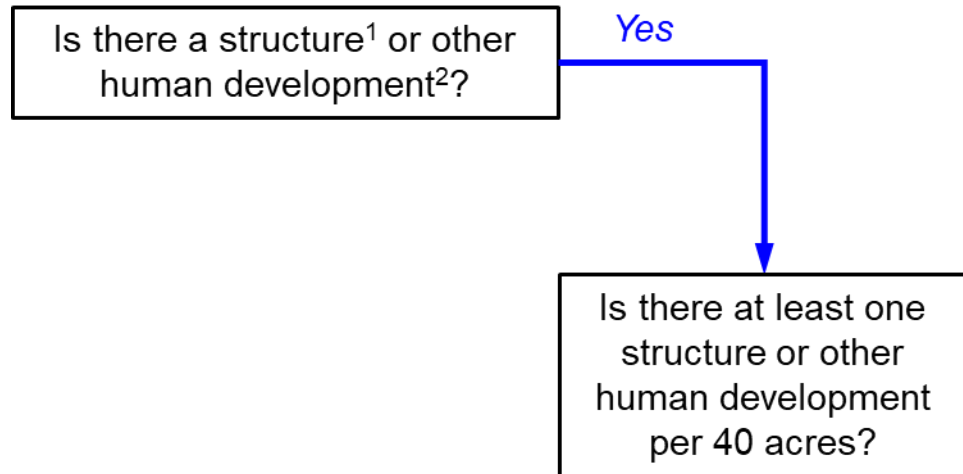 Is there a structure¹ or other
human development²?
Yes
Is there at least one
structure or other
human development
per 40 acres?